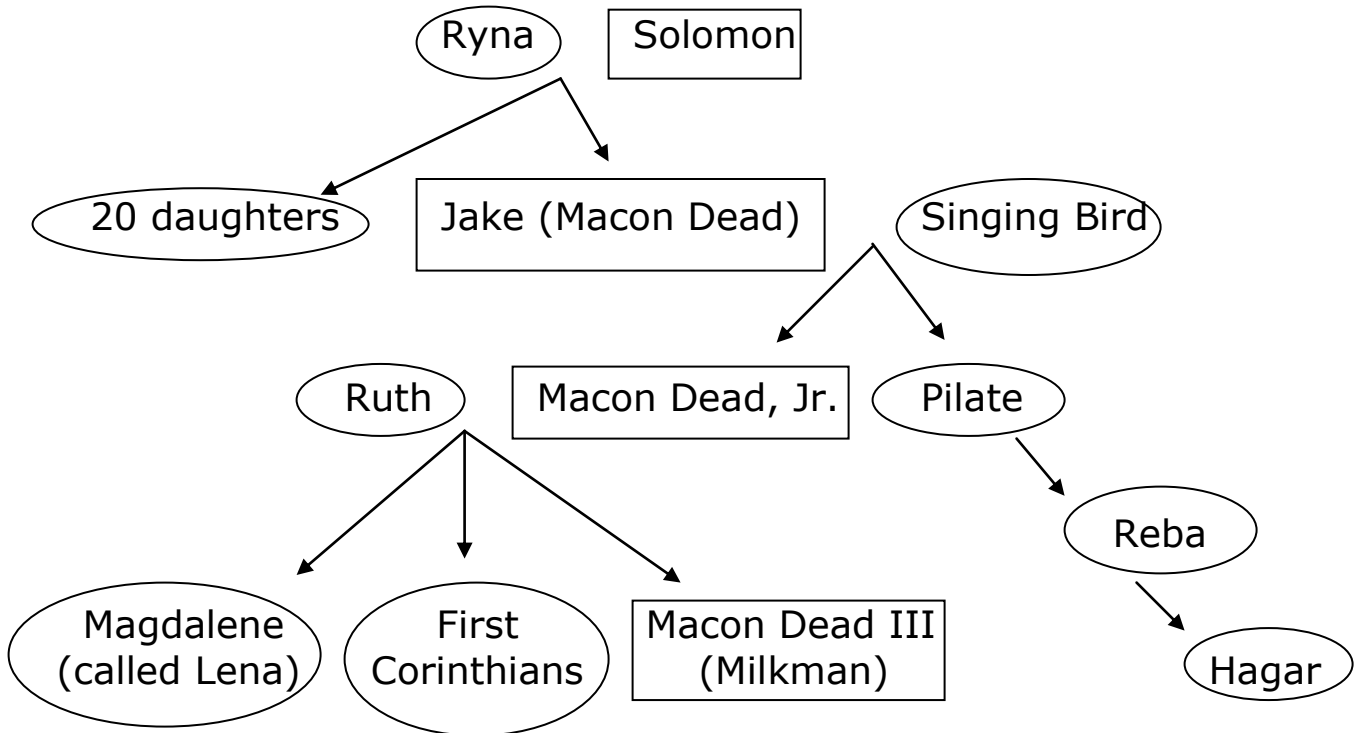 Ryna
Solomon
20 daughters
Jake (Macon Dead)
Singing Bird
Ruth
Macon Dead, Jr.
Pilate
Reba
Magdalene
(called Lena)
First
Corinthians
Macon Dead III
(Milkman)
Hagar